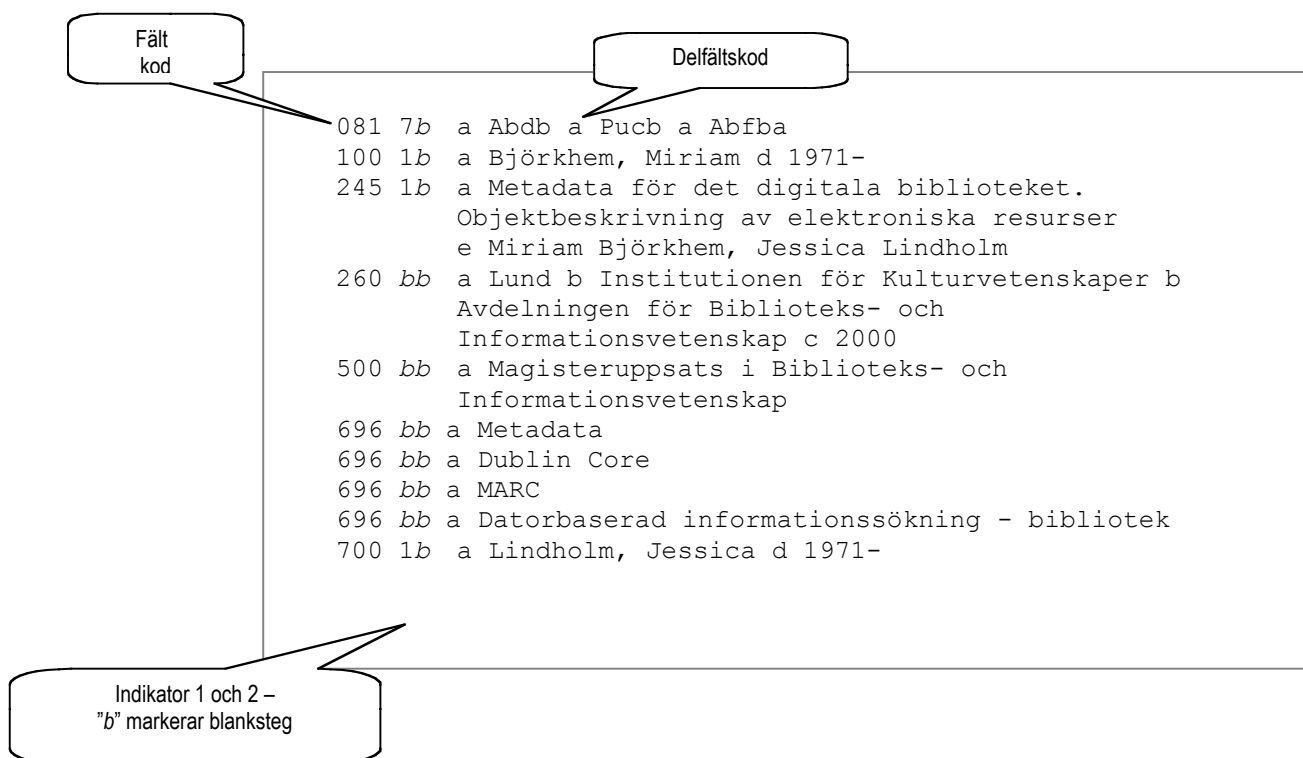 Fält
kod
Delfältskod
081 7b a Abdb a Pucb a Abfba
100 1b a Björkhem, Miriam d 1971-
245 1b a Metadata för det digitala biblioteket.
Objektbeskrivning av elektroniska resurser
e Miriam Björkhem, Jessica Lindholm
260 bb a Lund b Institutionen för Kulturvetenskaper b
Avdelningen för Biblioteks- och
Informationsvetenskap c 2000
500 bb a Magisteruppsats i Biblioteks- och
Informationsvetenskap
696 bb a Metadata
696 bb a Dublin Core
696 bb a MARC
696 bb a Datorbaserad informationssökning - bibliotek
700 1b a Lindholm, Jessica d 1971-
Indikator 1 och 2 –
”b” markerar blanksteg